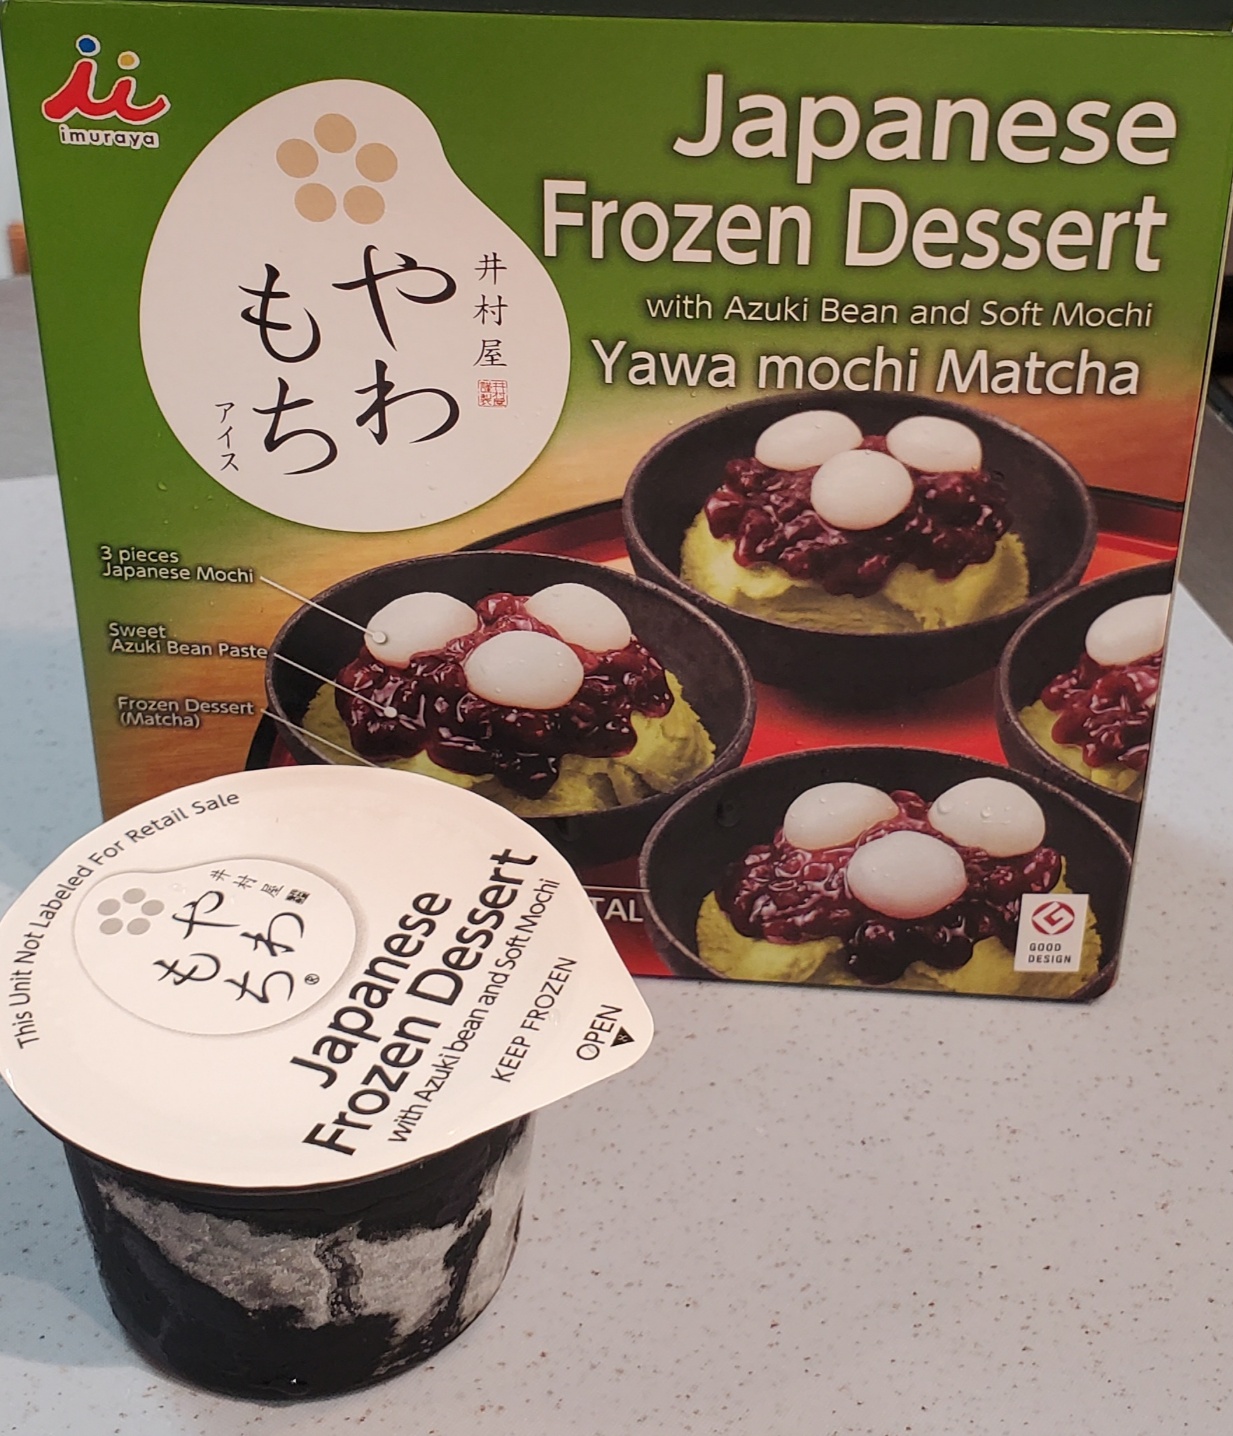 imuraya
Japanese
Frozen Dessert
with Azuki Bean and Soft Mochi
Yawa mochi Matcha
井村屋
やわ
もち
アイス
3 pieces
Japanese Mochi
Sweet
Azuki Bean Paste
Frozen Dessert
(Matcha)
TAL
GOOD
DESIGN
This Unit Not Labeled For Retail Sale
井村屋
やわ
もち®
Japanese
Frozen Dessert
with Azuki bean and Soft Mochi
KEEP FROZEN
OPEN